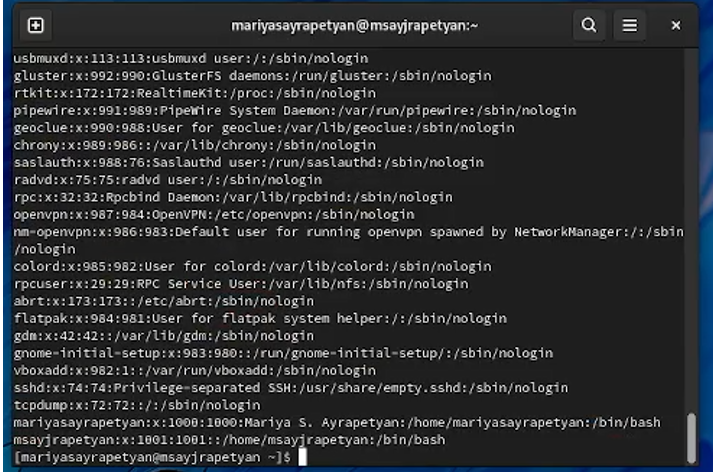 mariyasayrapetyan@msayjrapetyan:~
usbmuxd:x:113:113:usbmuxd user:/:/sbin/nologin
gluster:x:992:990:GlusterFS daemons:/run/gluster:/sbin/nologin
rtkit:x:172:172:RealtimeKit:/proc:/sbin/nologin
pipewire:x:991:989:PipeWire System Daemon:/var/run/pipewire:/sbin/nologin
geoclue:x:990:988:User for geoclue:/var/lib/geoclue:/sbin/nologin
chrony:x:989:986::/var/lib/chrony:/sbin/nologin
saslauth:x:988:76:Saslauthd user:/run/saslauthd:/sbin/nologin
radvd:x:75:75:radvd user:/:/sbin/nologin
rpc:x:32:32:Rpcbind Daemon:/var/lib/rpcbind:/sbin/nologin
openvpn:x:987:984:OpenVPN:/etc/openvpn:/sbin/nologin
nm-openvpn:x:986:983:Default user for running openvpn spawned by NetworkManager:/:/sbin
/nologin
colord:x:985:982:User for colord:/var/lib/colord:/sbin/nologin
rpcuser:x:29:29:RPC Service User:/var/lib/nfs:/sbin/nologin
abrt:x:173:173::/etc/abrt:/sbin/nologin
flatpak:x:984:981:User for flatpak system helper:/:/sbin/nologin
gdm:x:42:42::/var/lib/gdm:/sbin/nologin
gnome-initial-setup:x:983:980::/run/gnome-initial-setup/:/sbin/nologin
vboxadd:x:982:1::/var/run/vboxadd:/sbin/nologin
sshd:x:74:74:Privilege-separated SSH:/usr/share/empty.sshd:/sbin/nologin
tcpdump:x:72:72::/:/sbin/nologin
mariyasayrapetyan:x:1000:1000:Mariya S. Ayrapetyan:/home/mariyasayrapetyan:/bin/bash
msayjrapetyan:x:1001:1001::/home/msayjrapetyan:/bin/bash
[mariyasayrapetyan@msayjrapetyan ~]$